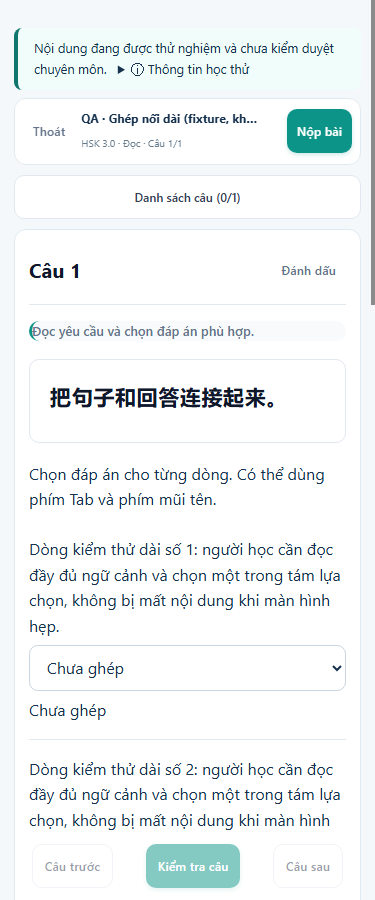 Nội dung đang được thử nghiệm và chưa kiểm duyệt
chuyên môn. ▶ ⓘ Thông tin học thử
Thoát
QA · Ghép nối dài (fixture, kh...
HSK 3.0 · Đọc · Câu 1/1
Nộp bài
Danh sách câu (0/1)
Câu 1
Đánh dấu
Đọc yêu cầu và chọn đáp án phù hợp.
把句子和回答连接起来。
Chọn đáp án cho từng dòng. Có thể dùng
phím Tab và phím mũi tên.
Dòng kiểm thử dài số 1: người học cần đọc
đầy đủ ngữ cảnh và chọn một trong tám lựa
chọn, không bị mất nội dung khi màn hình
hẹp.
Chưa ghép
Chưa ghép
Dòng kiểm thử dài số 2: người học cần đọc
đầy đủ ngữ cảnh và chọn một trong tám lựa
chọn, không bị mất nội dung khi màn hình
Câu trước
Kiểm tra câu
Câu sau